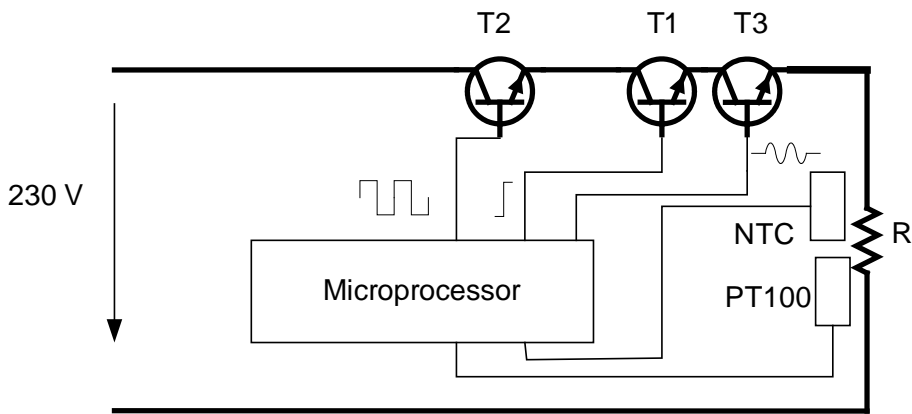 T2
T1
T3
230 V
NTC
R
PT100
Microprocessor